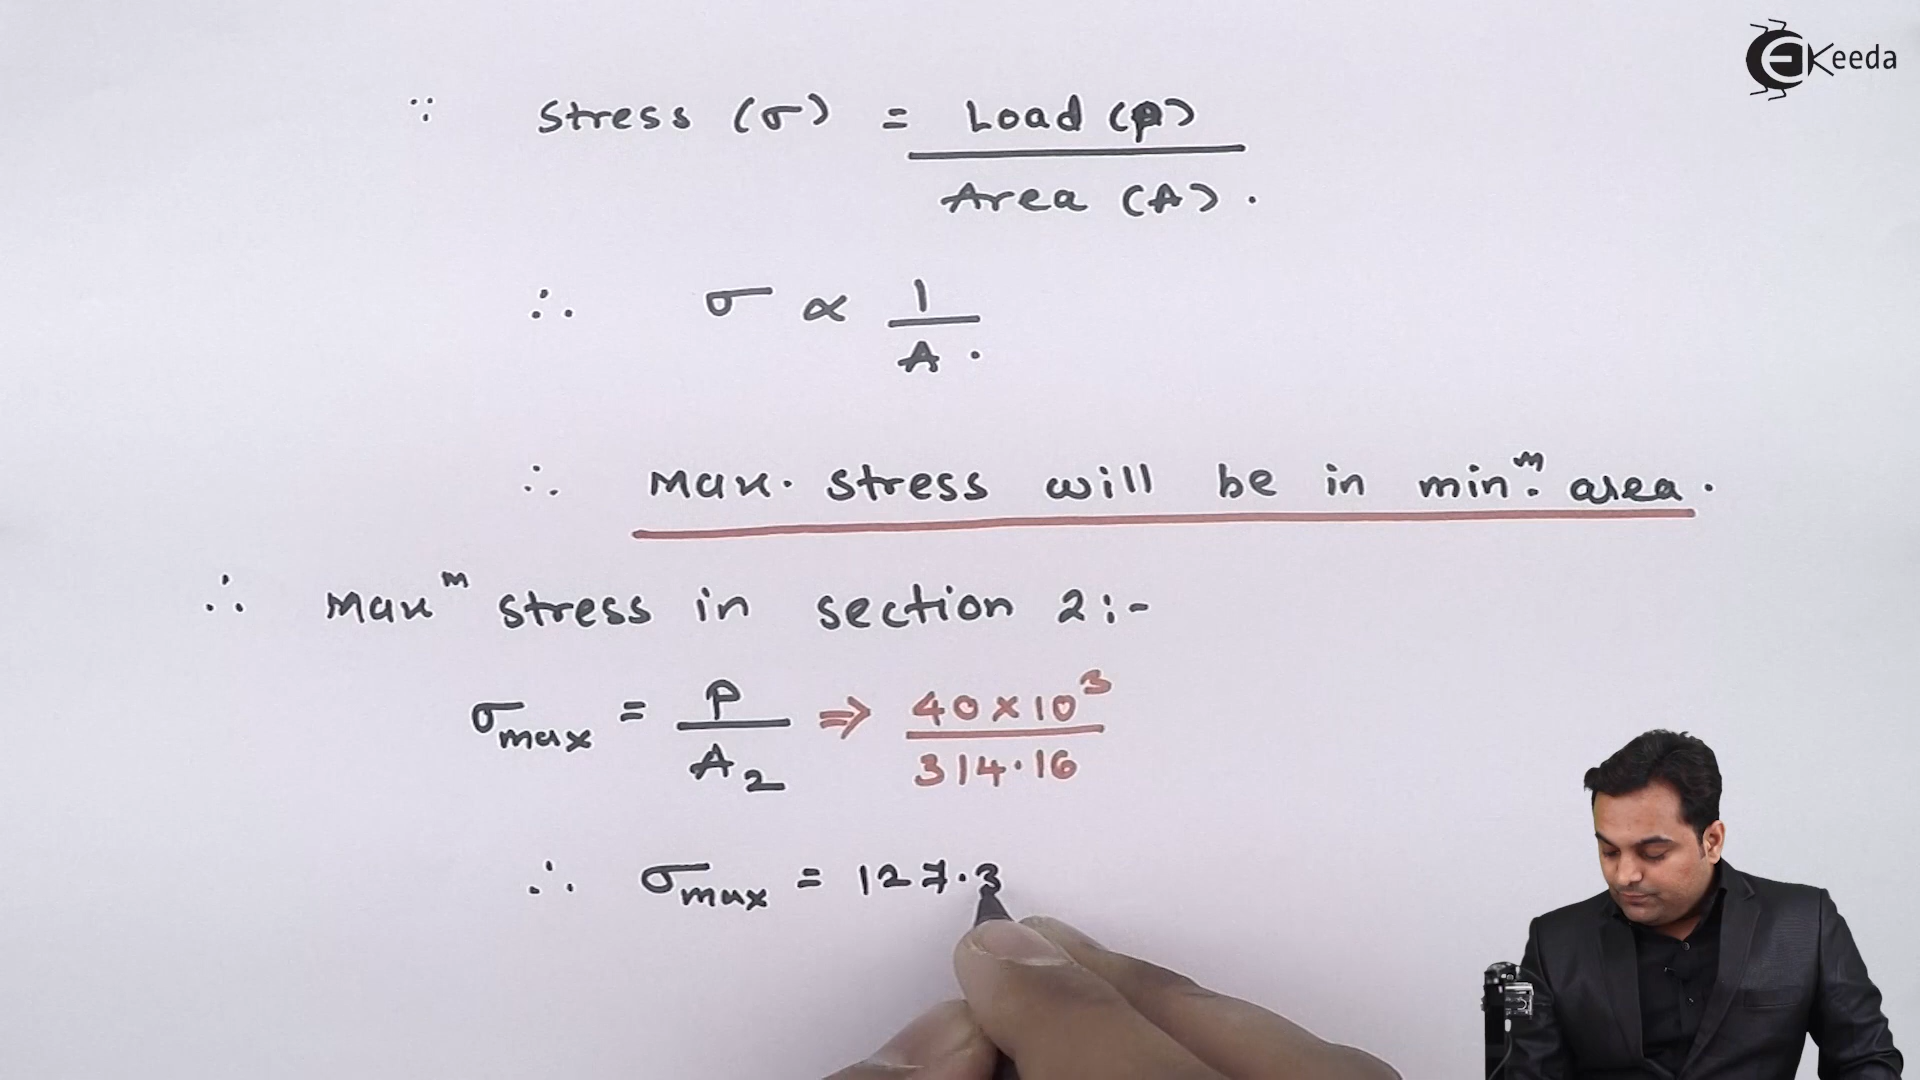 Keeda
∵ Stress (σ) = Load (P)
Area (A).
∴ σ ∝ 1
A.
∴ Max. stress will be in minᵐ. area.
∴ Maxᵐ stress in section 2:-
σmax = P ⇒ 40×10³
A₂ 314.16
∴ σmax = 127.3